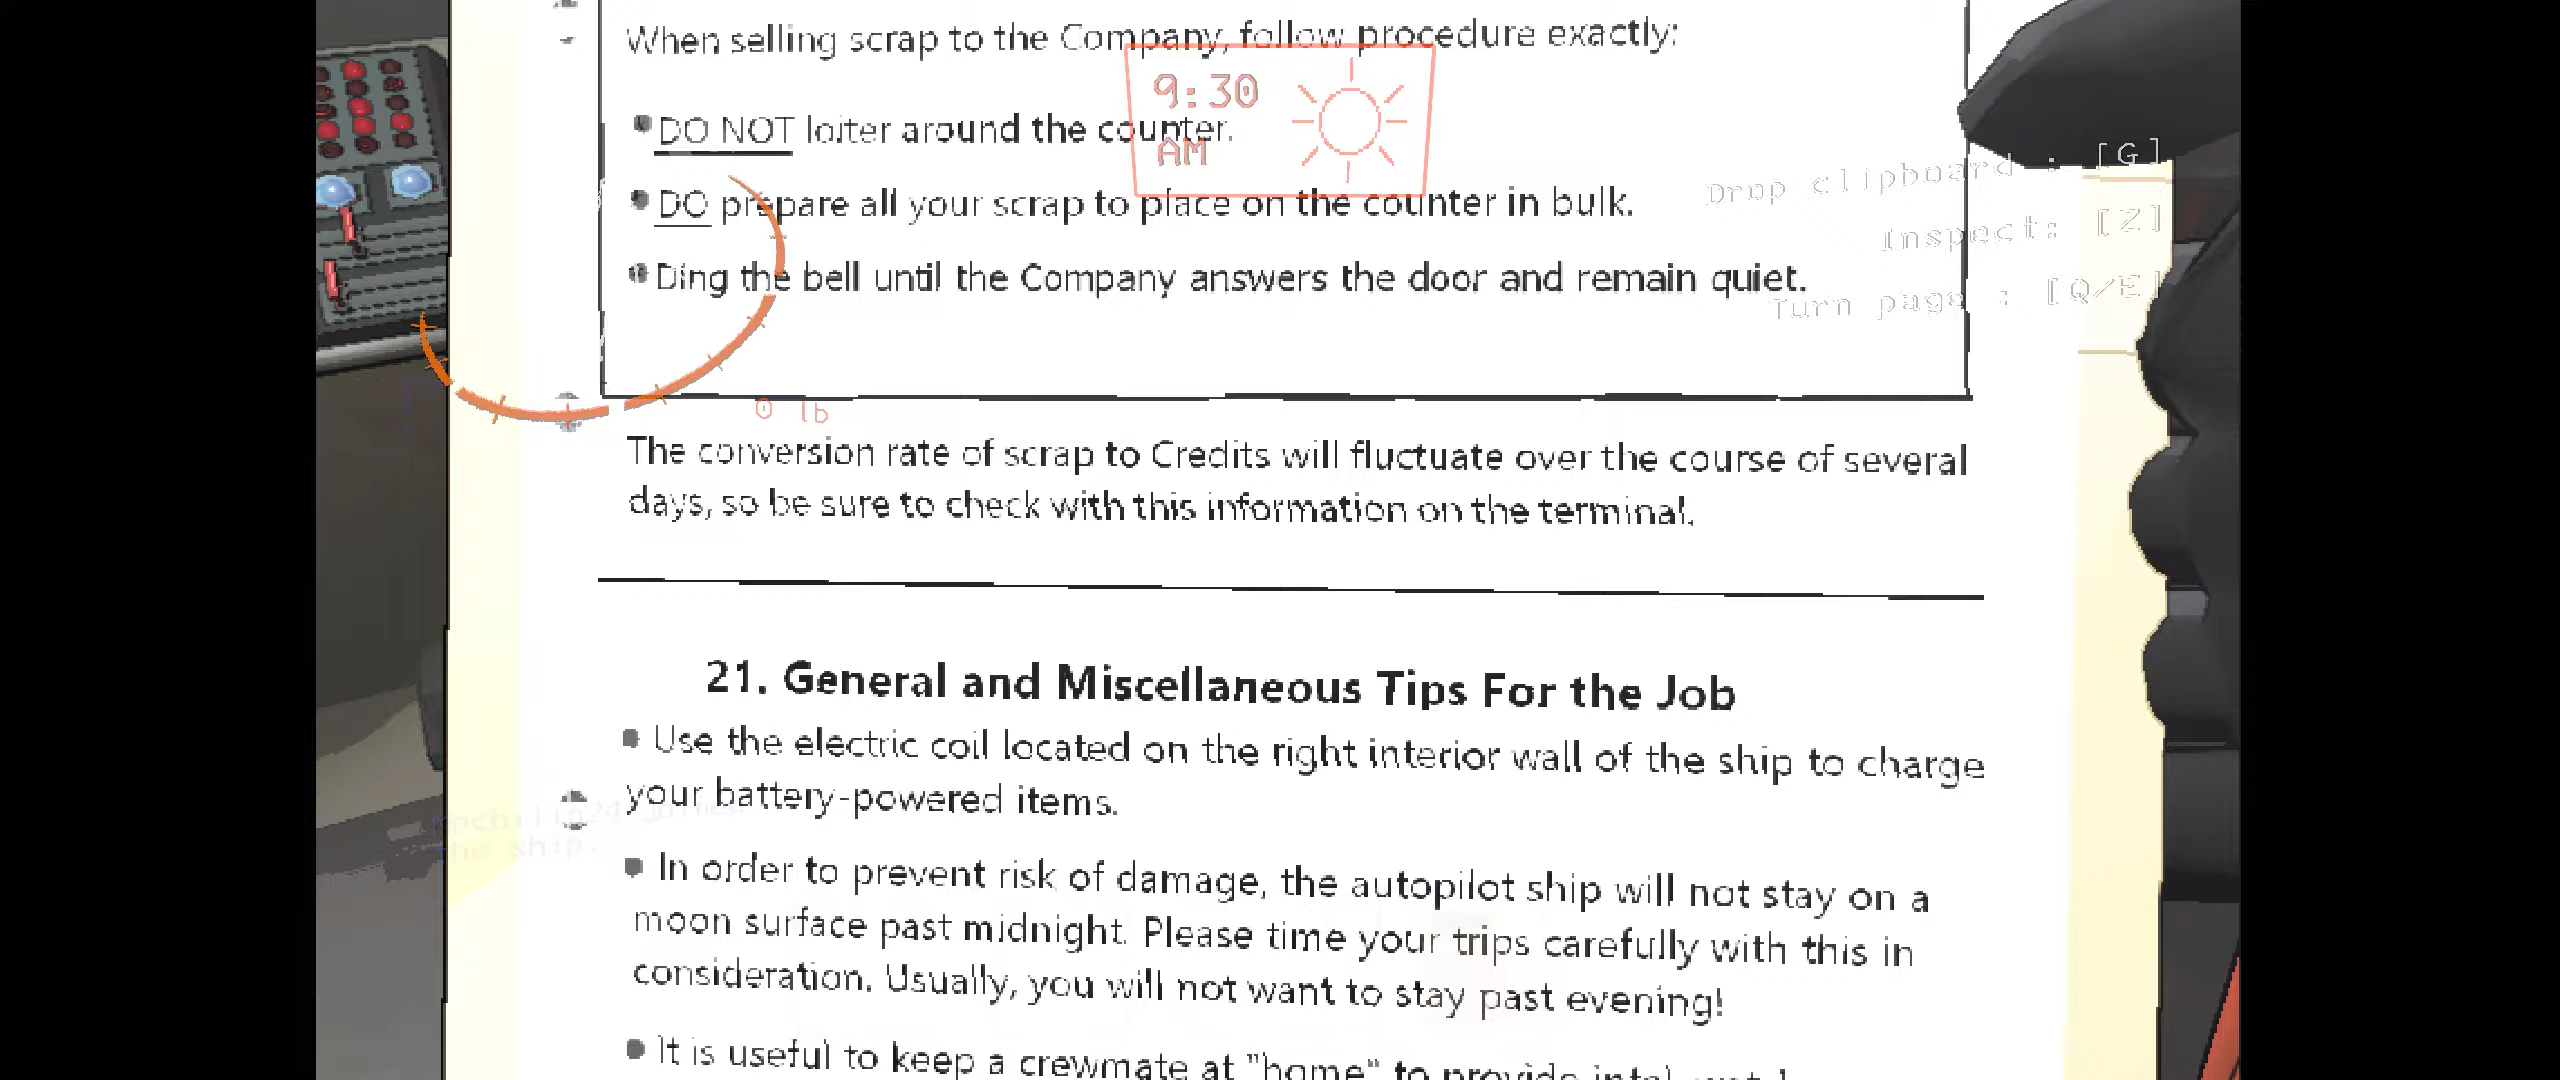 When selling scrap to the Company, follow procedure exactly:
9:30
AM
DO NOT loiter around the counter.
DO prepare all your scrap to place on the counter in bulk.
Ding the bell until the Company answers the door and remain quiet.
Drop clipboard : [G]
Inspect: [Z]
Turn page : [Q/E]
0 lb
The conversion rate of scrap to Credits will fluctuate over the course of several
days, so be sure to check with this information on the terminal.
21. General and Miscellaneous Tips For the Job
Use the electric coil located on the right interior wall of the ship to charge
your battery-powered items.
the ship.
In order to prevent risk of damage, the autopilot ship will not stay on a
moon surface past midnight. Please time your trips carefully with this in
consideration. Usually, you will not want to stay past evening!
It is useful to keep a crewmate at "home" to provide intel,